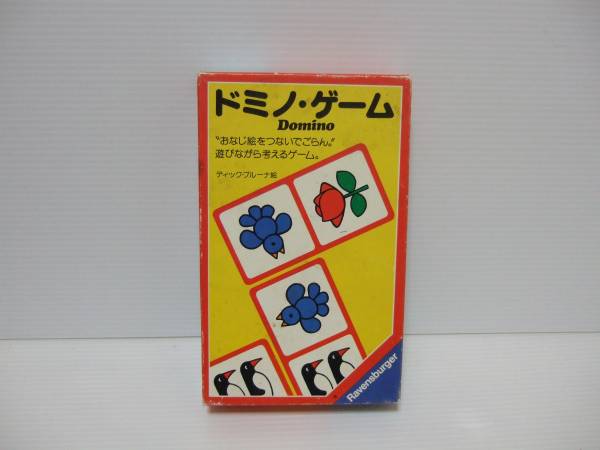 ドミノ・ゲーム
Domino
"おなじ絵をつないでごらん。"
遊びながら考えるゲーム。
ディック・ブルーナ絵
Ravensburger